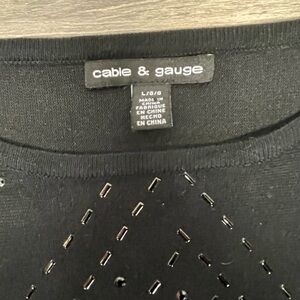 cable & gauge
L/G/G
MADE IN
CHINA
FABRIQUÉ
EN CHINE
HECHO
EN CHINA